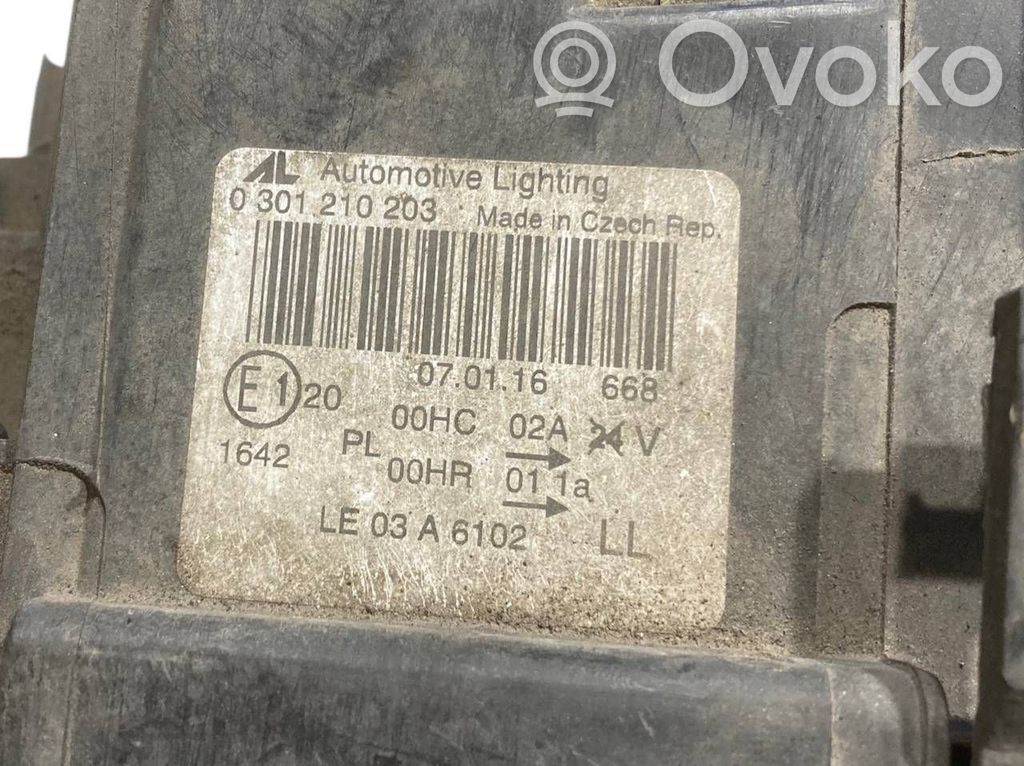 Ovoko
AL Automotive Lighting
0 301 210 203 Made in Czech Rep.
07.01.16 668
E1 20 00HC 02A 24 V
1642 PL 00HR 01 1a
LE 03 A 6102 LL